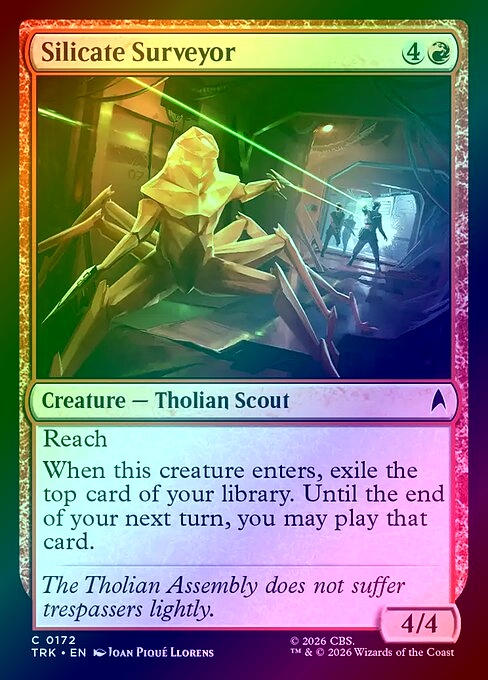 Silicate Surveyor 4
Creature — Tholian Scout
Reach
When this creature enters, exile the
top card of your library. Until the end
of your next turn, you may play that
card.
The Tholian Assembly does not suffer
trespassers lightly.
4/4
C 0172
TRK • EN Joan Piqué Llorens
© 2026 CBS.
™ & © 2026 Wizards of the Coast